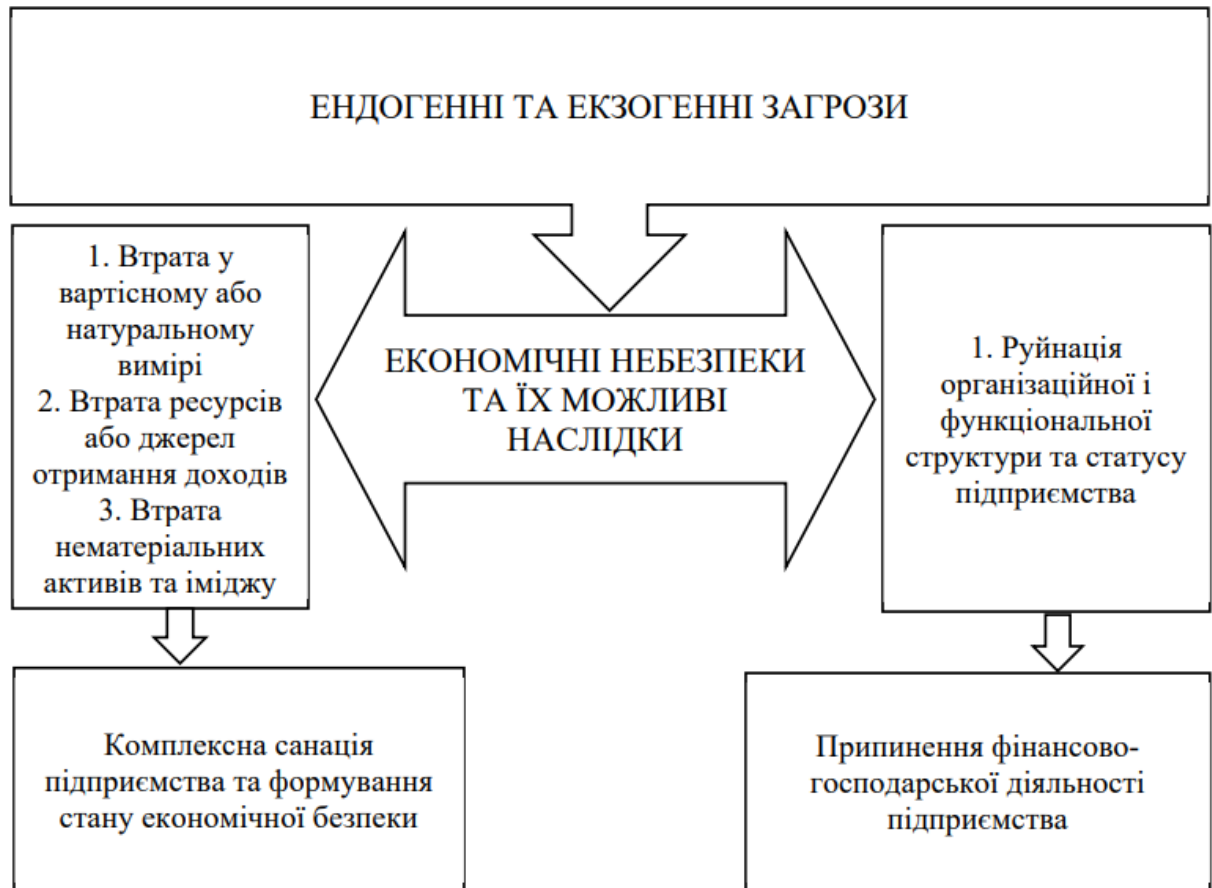 ЕНДОГЕННІ ТА ЕКЗОГЕННІ ЗАГРОЗИ
1. Втрата у
вартісному або
натуральному
вимірі
2. Втрата ресурсів
або джерел
отримання доходів
3. Втрата
нематеріальних
активів та іміджу
ЕКОНОМІЧНІ НЕБЕЗПЕКИ
ТА ЇХ МОЖЛИВІ
НАСЛІДКИ
1. Руйнація
організаційної і
функціональної
структури та статусу
підприємства
Комплексна санація
підприємства та формування
стану економічної безпеки
Припинення фінансово-
господарської діяльності
підприємства